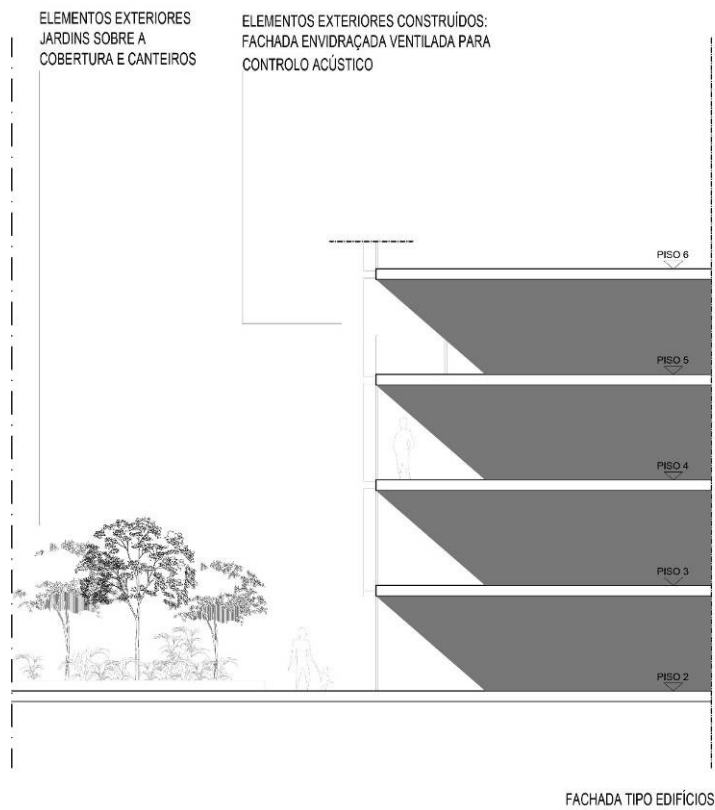 ELEMENTOS EXTERIORES
JARDINS SOBRE A
COBERTURA E CANTEIROS
ELEMENTOS EXTERIORES CONSTRUÍDOS:
FACHADA ENVIDRAÇADA VENTILADA PARA
CONTROLO ACÚSTICO
PISO 6
PISO 5
PISO 4
PISO 3
PISO 2
FACHADA TIPO EDIFÍCIOS